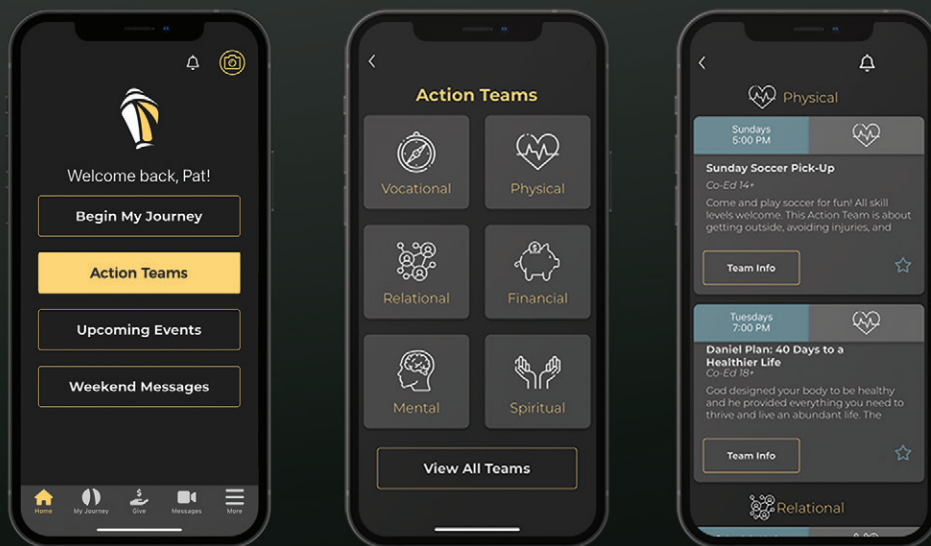 Welcome back, Pat!
Begin My Journey
Action Teams
Upcoming Events
Weekend Messages
Home
My Journey
Give
Messages
More
Action Teams
Vocational
Physical
Relational
Financial
Mental
Spiritual
View All Teams
Physical
Sundays
5:00 PM
Sunday Soccer Pick-Up
Co-Ed 14+
Come and play soccer for fun! All skill
levels welcome. This Action Team is about
getting outside, avoiding injuries, and
Team Info
Tuesdays
7:00 PM
Daniel Plan: 40 Days to a
Healthier Life
Co-Ed 18+
God designed your body to be healthy
and he provided everything you need to
thrive and live an abundant life. The
Team Info
Relational